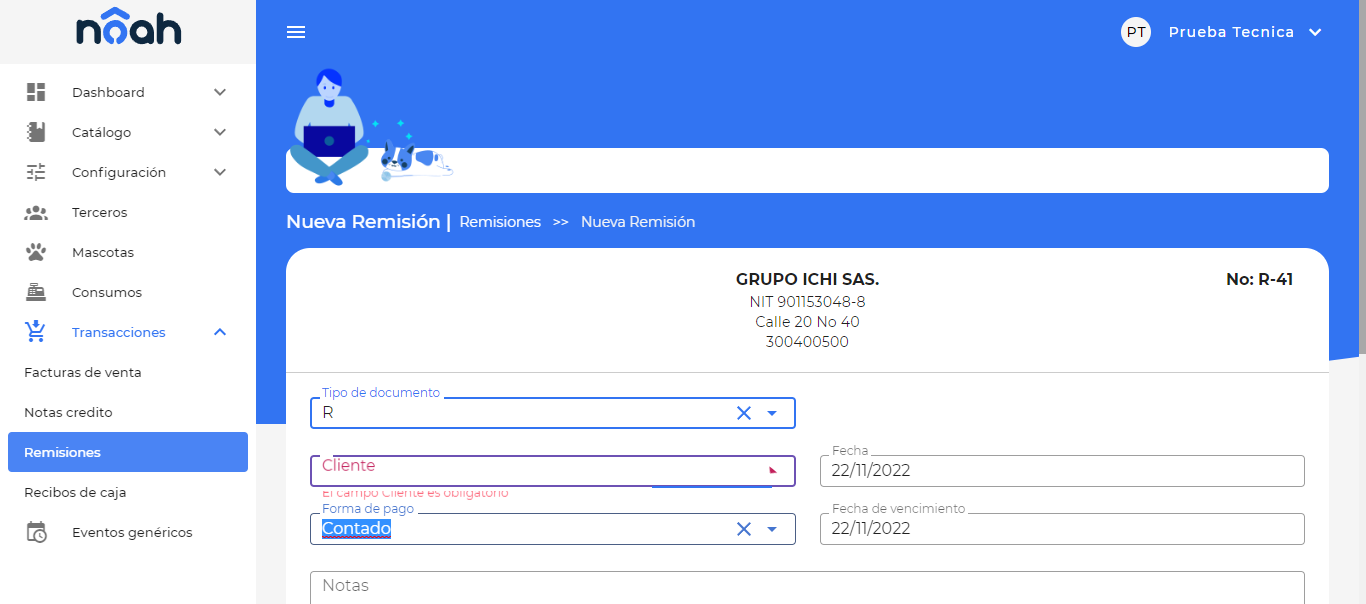 nôah
PT Prueba Tecnica
Dashboard
Catálogo
Configuración
Terceros
Mascotas
Consumos
Transacciones
Facturas de venta
Notas credito
Remisiones
Recibos de caja
Eventos genéricos
Nueva Remisión | Remisiones >> Nueva Remisión
GRUPO ICHI SAS.
No: R-41
NIT 901153048-8
Calle 20 No 40
300400500
Tipo de documento
R
Cliente
El campo Cliente es obligatorio
Fecha
22/11/2022
Forma de pago
Contado
Fecha de vencimiento
22/11/2022
Notas